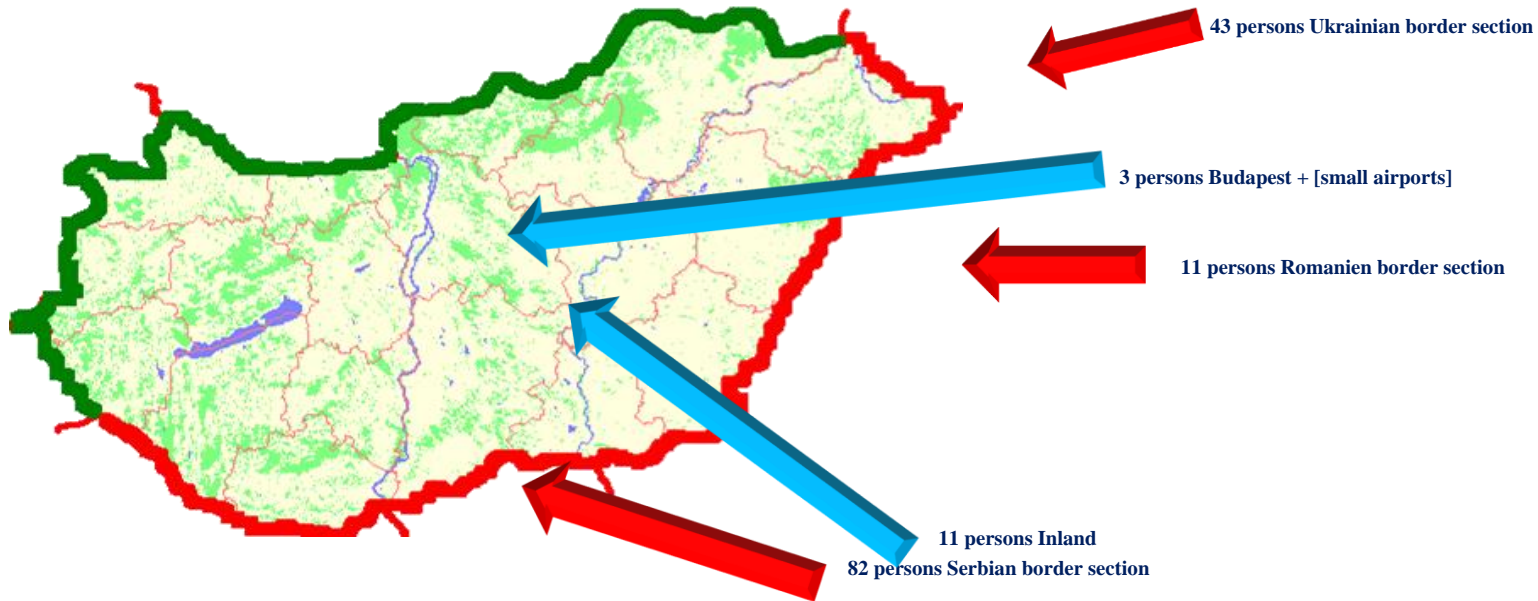 43 persons Ukrainian border section
3 persons Budapest + [small airports]
11 persons Romanien border section
11 persons Inland
82 persons Serbian border section